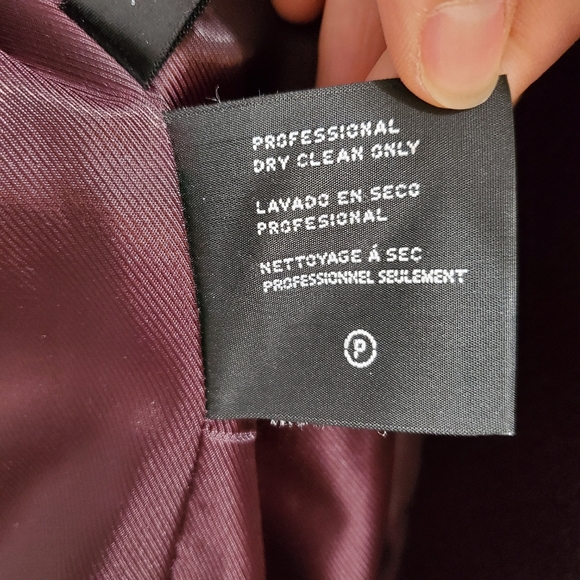 PROFESSIONAL
DRY CLEAN ONLY
LAVADO EN SECO
PROFESIONAL
NETTOYAGE Á SEC
PROFESSIONNEL SEULEMENT
P